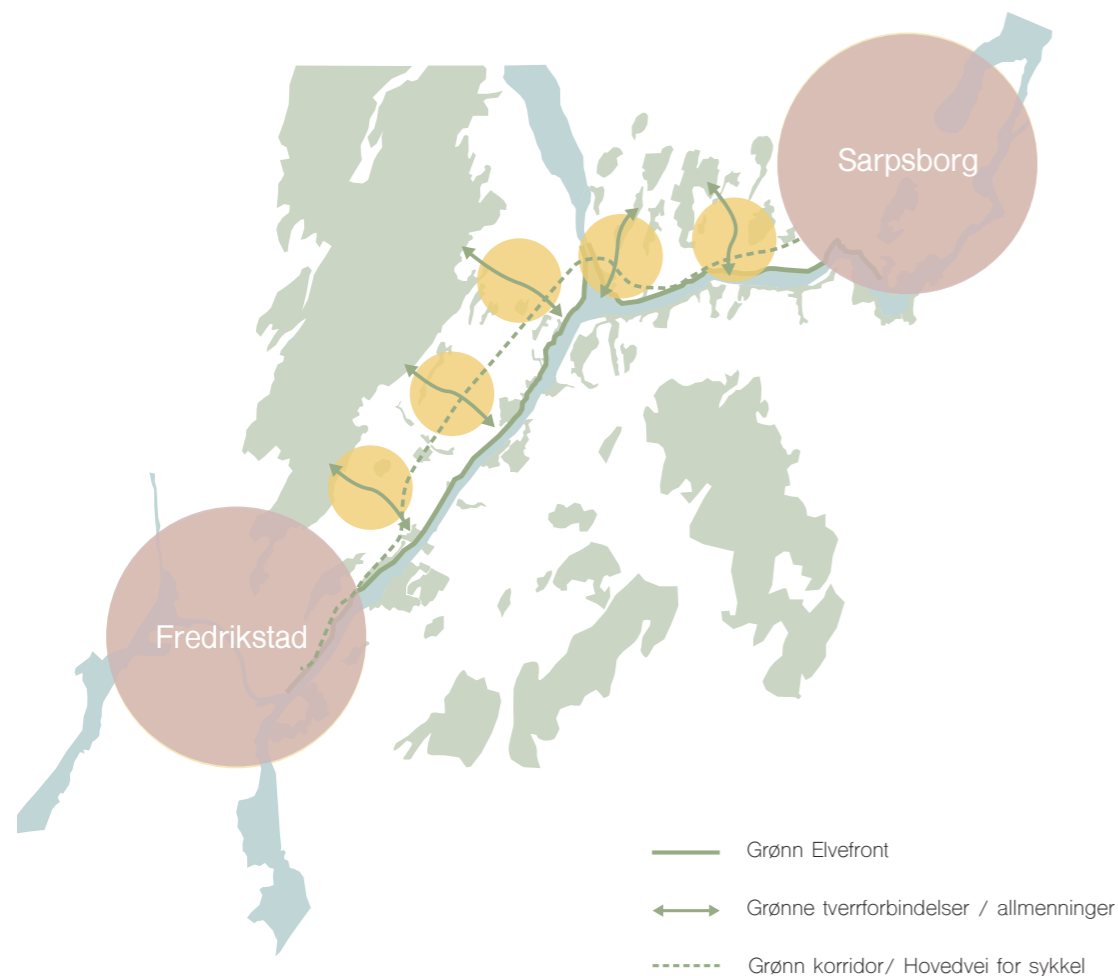 Sarpsborg
Fredrikstad
Grønn Elvefront
Grønne tverrforbindelser / allmenninger
Grønn korridor/ Hovedvei for sykkel